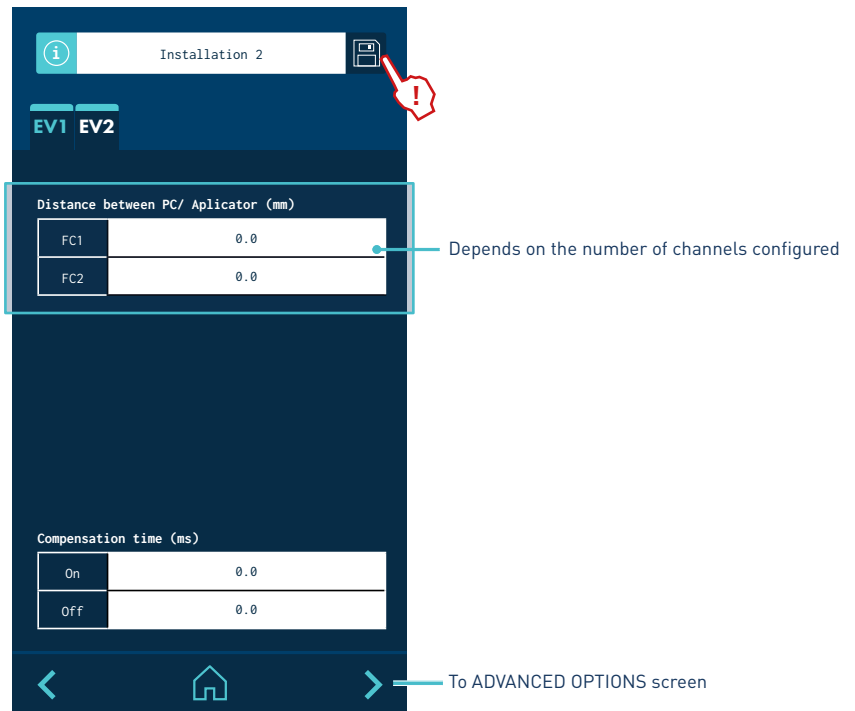 i Installation 2
!
EV1 EV2
Distance between PC/ Aplicator (mm)
FC1 0.0
Depends on the number of channels configured
FC2 0.0
Compensation time (ms)
On 0.0
Off 0.0
To ADVANCED OPTIONS screen